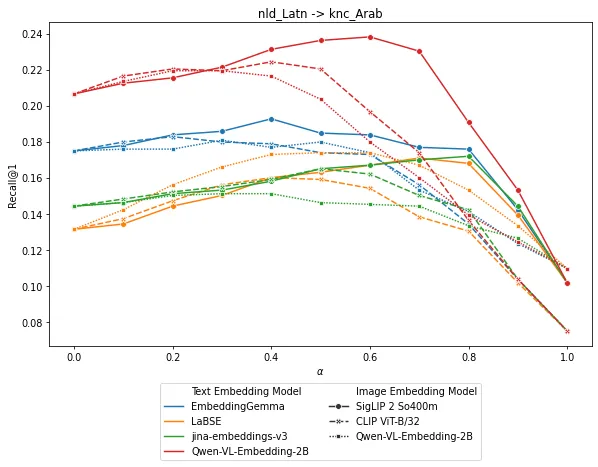 nld_Latn -> knc_Arab
Recall@1
0.24
0.22
0.20
0.18
0.16
0.14
0.12
0.10
0.08
0.0 0.2 0.4 0.6 0.8 1.0
α
Text Embedding Model
EmbeddingGemma
LaBSE
jina-embeddings-v3
Qwen-VL-Embedding-2B
Image Embedding Model
SigLIP 2 So400m
CLIP ViT-B/32
Qwen-VL-Embedding-2B